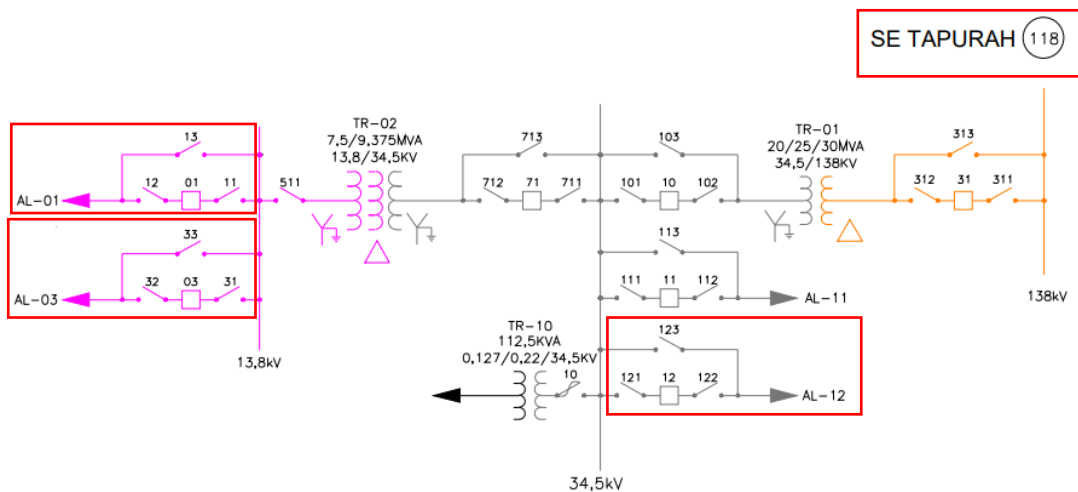 SE TAPURAH 118
TR-02
7,5/9,375MVA
13,8/34,5KV
TR-01
20/25/30MVA
34,5/138KV
13
713
103
313
12 01 11
511
712 71 711
101 10 102
312 31 311
AL-01
33
113
32 03 31
111 11 112
AL-03
AL-11
138kV
TR-10
112,5KVA
0,127/0,22/34,5KV
10
123
13,8kV
121 12 122
AL-12
34,5kV